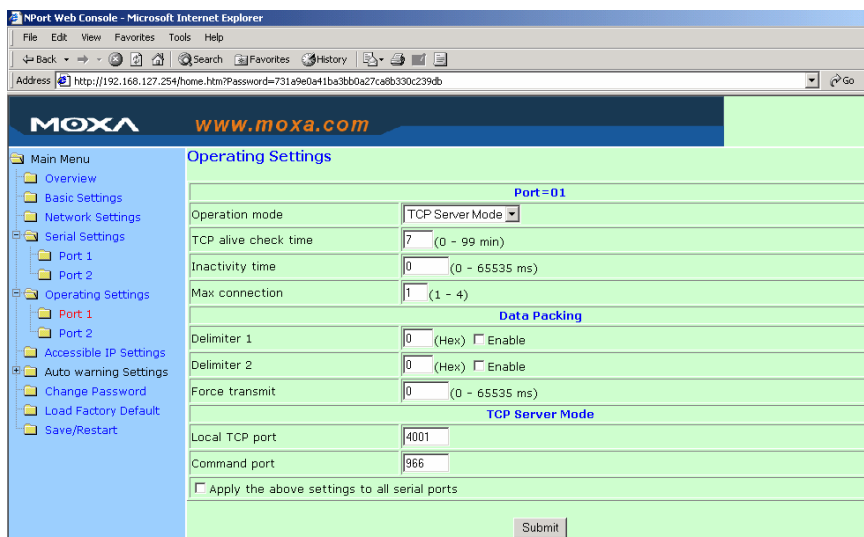 NPort Web Console - Microsoft Internet Explorer
File Edit View Favorites Tools Help
Back Search Favorites History
Address http://192.168.127.254/home.htm?Password=731a9e0a41ba3bb0a27ca8b330c239db Go
MOXA www.moxa.com
Main Menu
Overview
Basic Settings
Network Settings
Serial Settings
Port 1
Port 2
Operating Settings
Port 1
Port 2
Accessible IP Settings
Auto warning Settings
Change Password
Load Factory Default
Save/Restart
Operating Settings
Port=01
Operation mode TCP Server Mode
TCP alive check time 7 (0 - 99 min)
Inactivity time 0 (0 - 65535 ms)
Max connection 1 (1 - 4)
Data Packing
Delimiter 1 0 (Hex) Enable
Delimiter 2 0 (Hex) Enable
Force transmit 0 (0 - 65535 ms)
TCP Server Mode
Local TCP port 4001
Command port 966
Apply the above settings to all serial ports
Submit